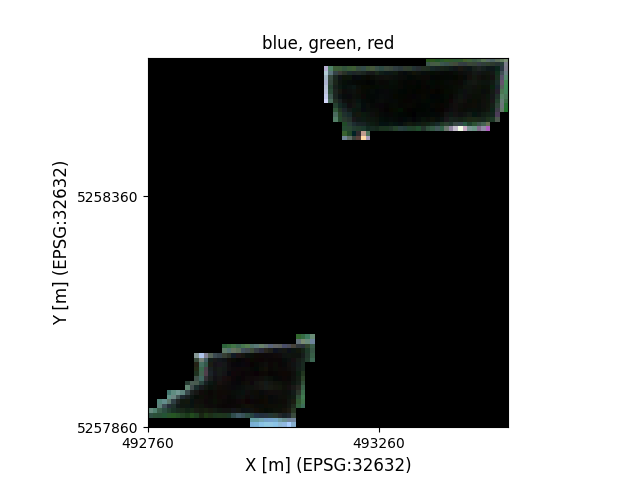 blue, green, red
Y [m] (EPSG:32632)
5258360
5257860
492760
493260
X [m] (EPSG:32632)